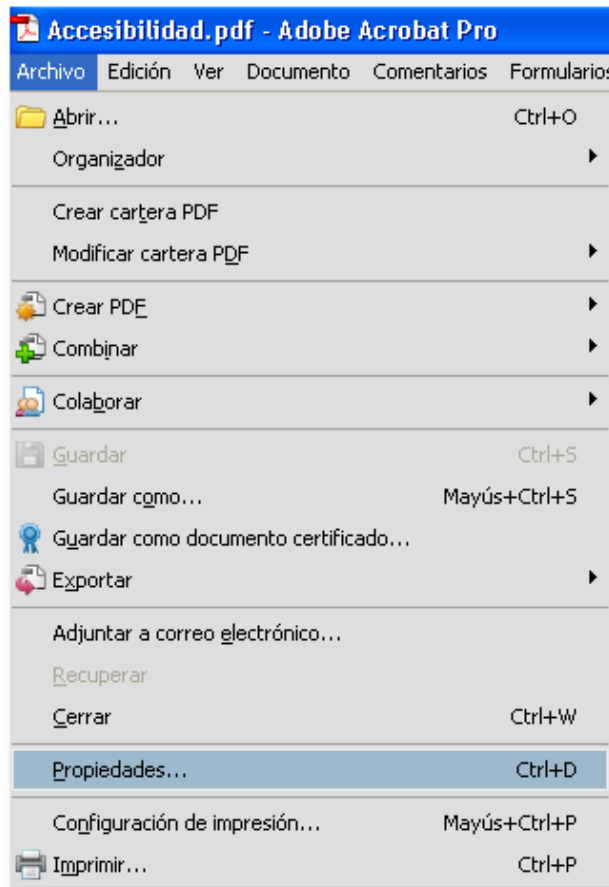 Accesibilidad.pdf - Adobe Acrobat Pro
Archivo Edición Ver Documento Comentarios Formularios
Abrir... Ctrl+O
Organizador
Crear cartera PDF
Modificar cartera PDF
Crear PDF
Combinar
Colaborar
Guardar Ctrl+S
Guardar como... Mayús+Ctrl+S
Guardar como documento certificado...
Exportar
Adjuntar a correo electrónico...
Recuperar
Cerrar Ctrl+W
Propiedades... Ctrl+D
Configuración de impresión... Mayús+Ctrl+P
Imprimir... Ctrl+P